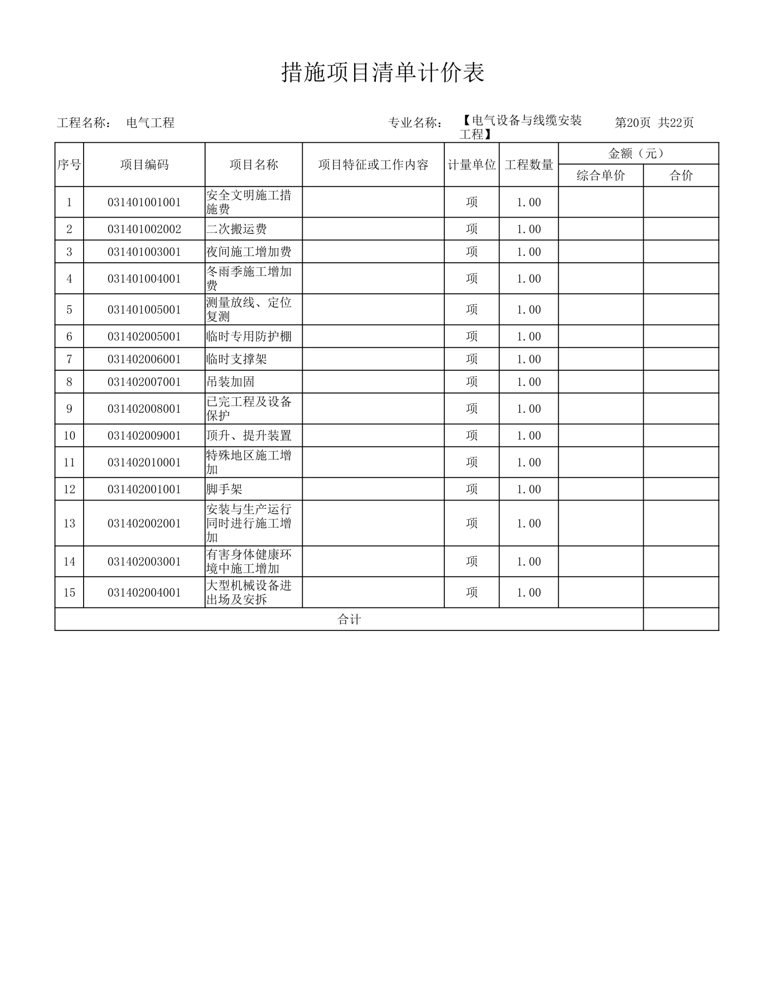 措施项目清单计价表
工程名称： 电气工程 专业名称： 【电气设备与线缆安装
工程】 第20页 共22页
序号 项目编码 项目名称 项目特征或工作内容 计量单位 工程数量 金额（元）
综合单价 合价
1 031401001001 安全文明施工措
施费 项 1.00
2 031401002002 二次搬运费 项 1.00
3 031401003001 夜间施工增加费 项 1.00
4 031401004001 冬雨季施工增加
费 项 1.00
5 031401005001 测量放线、定位
复测 项 1.00
6 031402005001 临时专用防护棚 项 1.00
7 031402006001 临时支撑架 项 1.00
8 031402007001 吊装加固 项 1.00
9 031402008001 已完工程及设备
保护 项 1.00
10 031402009001 顶升、提升装置 项 1.00
11 031402010001 特殊地区施工增
加 项 1.00
12 031402001001 脚手架 项 1.00
13 031402002001 安装与生产运行
同时进行施工增
加 项 1.00
14 031402003001 有害身体健康环
境中施工增加 项 1.00
15 031402004001 大型机械设备进
出场及安拆 项 1.00
合计